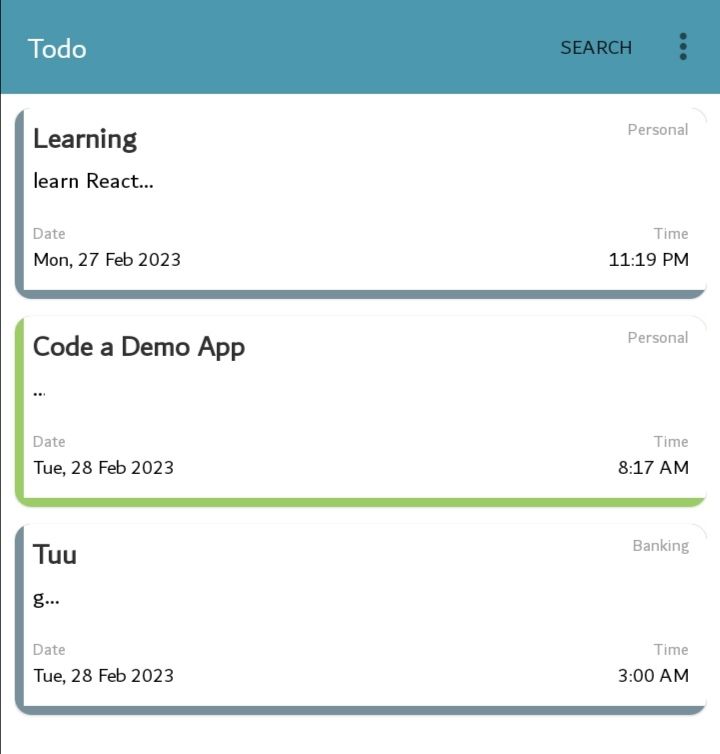 Todo SEARCH
Learning Personal
learn React...
Date Time
Mon, 27 Feb 2023 11:19 PM
Code a Demo App Personal
...
Date Time
Tue, 28 Feb 2023 8:17 AM
Tuu Banking
g...
Date Time
Tue, 28 Feb 2023 3:00 AM